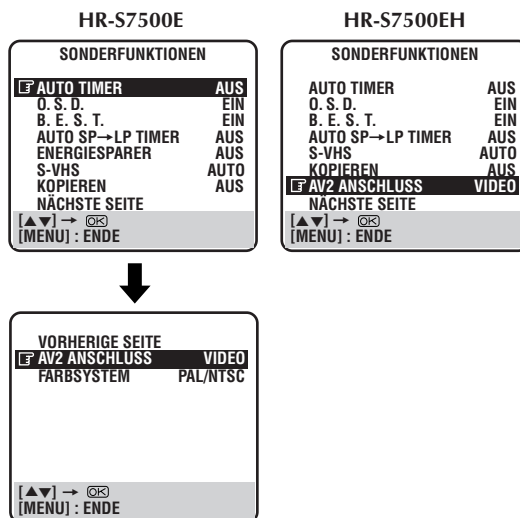 HR-S7500E
SONDERFUNKTIONEN
AUTO TIMER AUS
O. S. D. EIN
B. E. S. T. EIN
AUTO SP→LP TIMER AUS
ENERGIESPARER AUS
S-VHS AUTO
KOPIEREN AUS
NÄCHSTE SEITE
[▲▼] → OK
[MENU] : ENDE
VORHERIGE SEITE
AV2 ANSCHLUSS VIDEO
FARBSYSTEM PAL/NTSC
[▲▼] → OK
[MENU] : ENDE
HR-S7500EH
SONDERFUNKTIONEN
AUTO TIMER AUS
O. S. D. EIN
B. E. S. T. EIN
AUTO SP→LP TIMER AUS
S-VHS AUTO
KOPIEREN AUS
AV2 ANSCHLUSS VIDEO
NÄCHSTE SEITE
[▲▼] → OK
[MENU] : ENDE